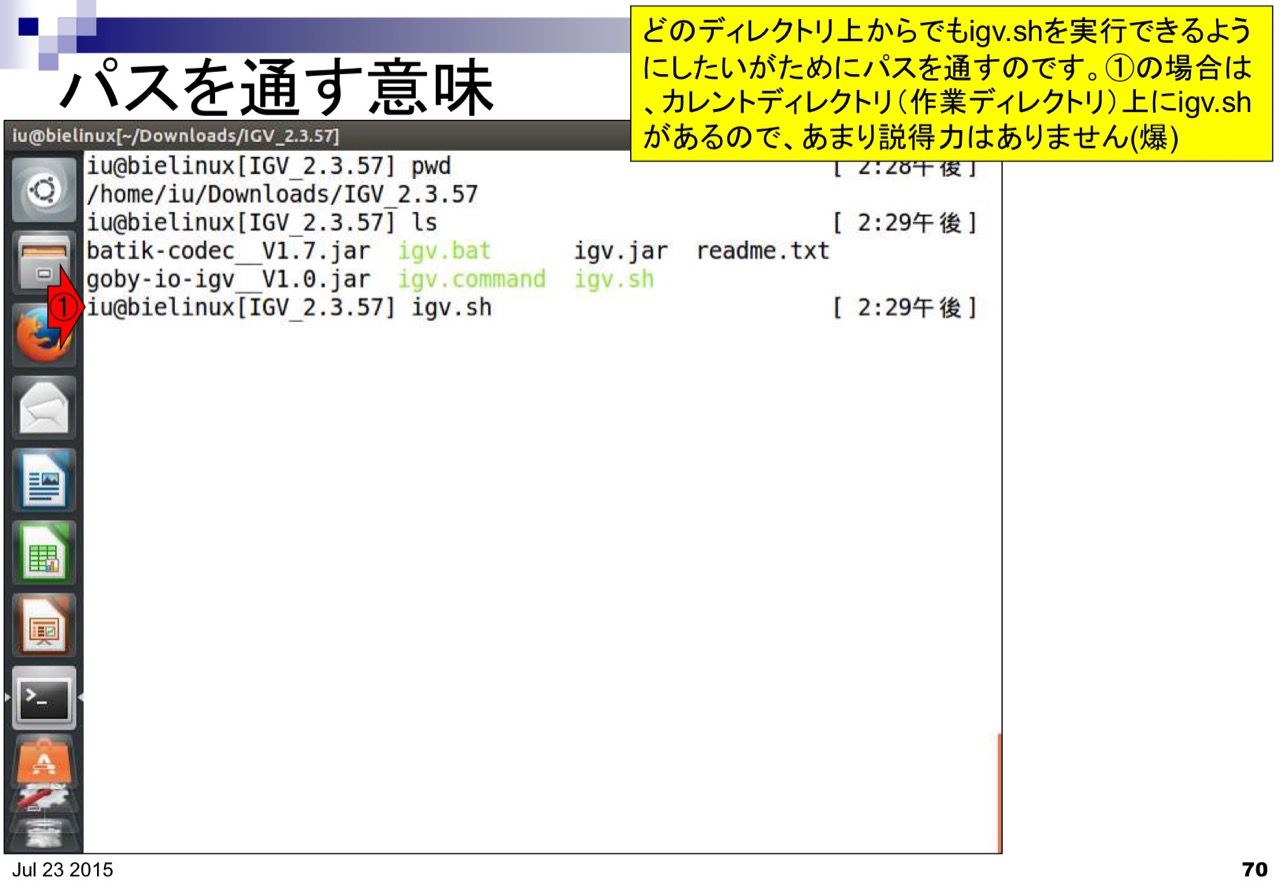 パスを通す意味
どのディレクトリ上からでもigv.shを実行できるよう
にしたいがためにパスを通すのです。①の場合は
、カレントディレクトリ（作業ディレクトリ）上にigv.sh
があるので、あまり説得力はありません(爆)
iu@bielinux[~/Downloads/IGV_2.3.57]
iu@bielinux[IGV_2.3.57] pwd [ 2:28午後]
/home/iu/Downloads/IGV_2.3.57
iu@bielinux[IGV_2.3.57] ls [ 2:29午後]
batik-codec__V1.7.jar igv.bat igv.jar readme.txt
goby-io-igv__V1.0.jar igv.command igv.sh
①
iu@bielinux[IGV_2.3.57] igv.sh [ 2:29午後]
Jul 23 2015
70